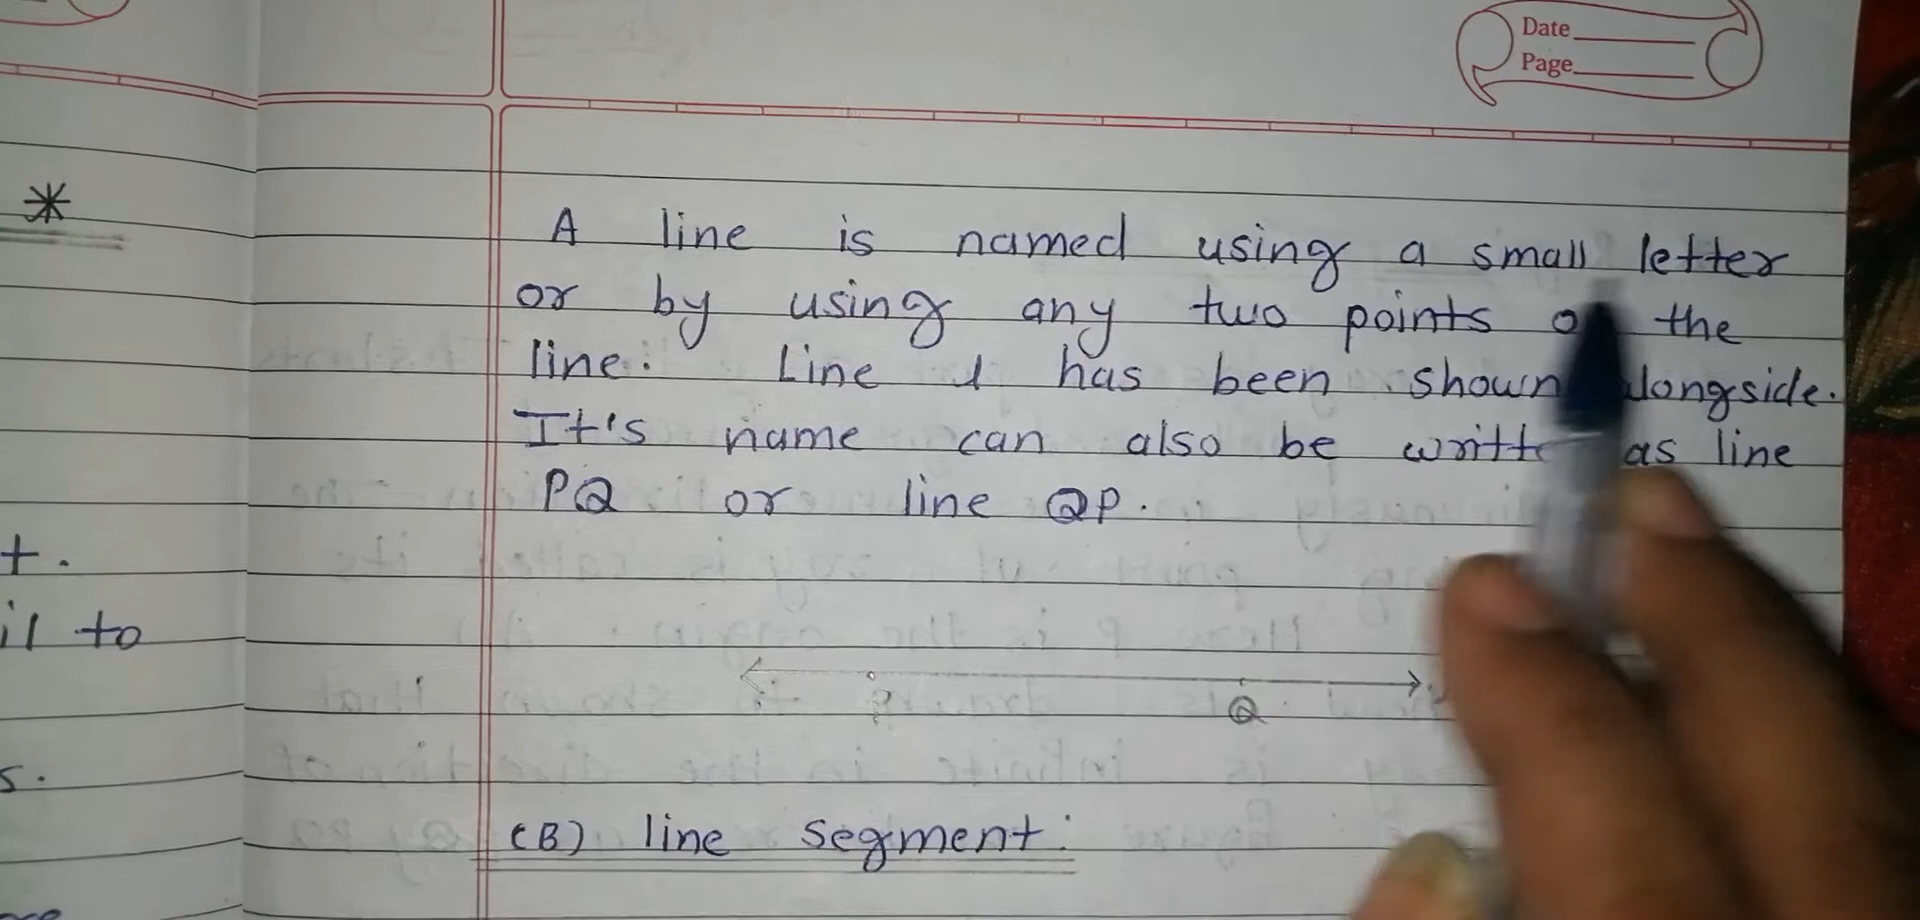 Date
Page
*
A line is named using a small letter
or by using any two points the
line. Line l has been shown alongside.
It's name can also be as line
PQ or line QP.
t.
il to
P Q
s.
(B) line segment: